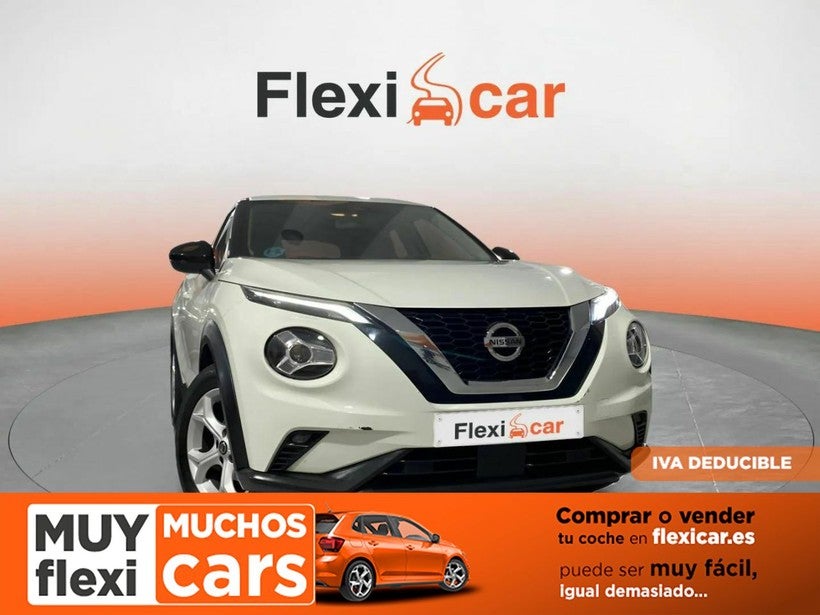 Flexicar
NISSAN
Flexicar
IVA DEDUCIBLE
MUY
flexi
MUCHOS
cars
Comprar o vender
tu coche en flexicar.es
puede ser muy fácil,
igual demaslado...